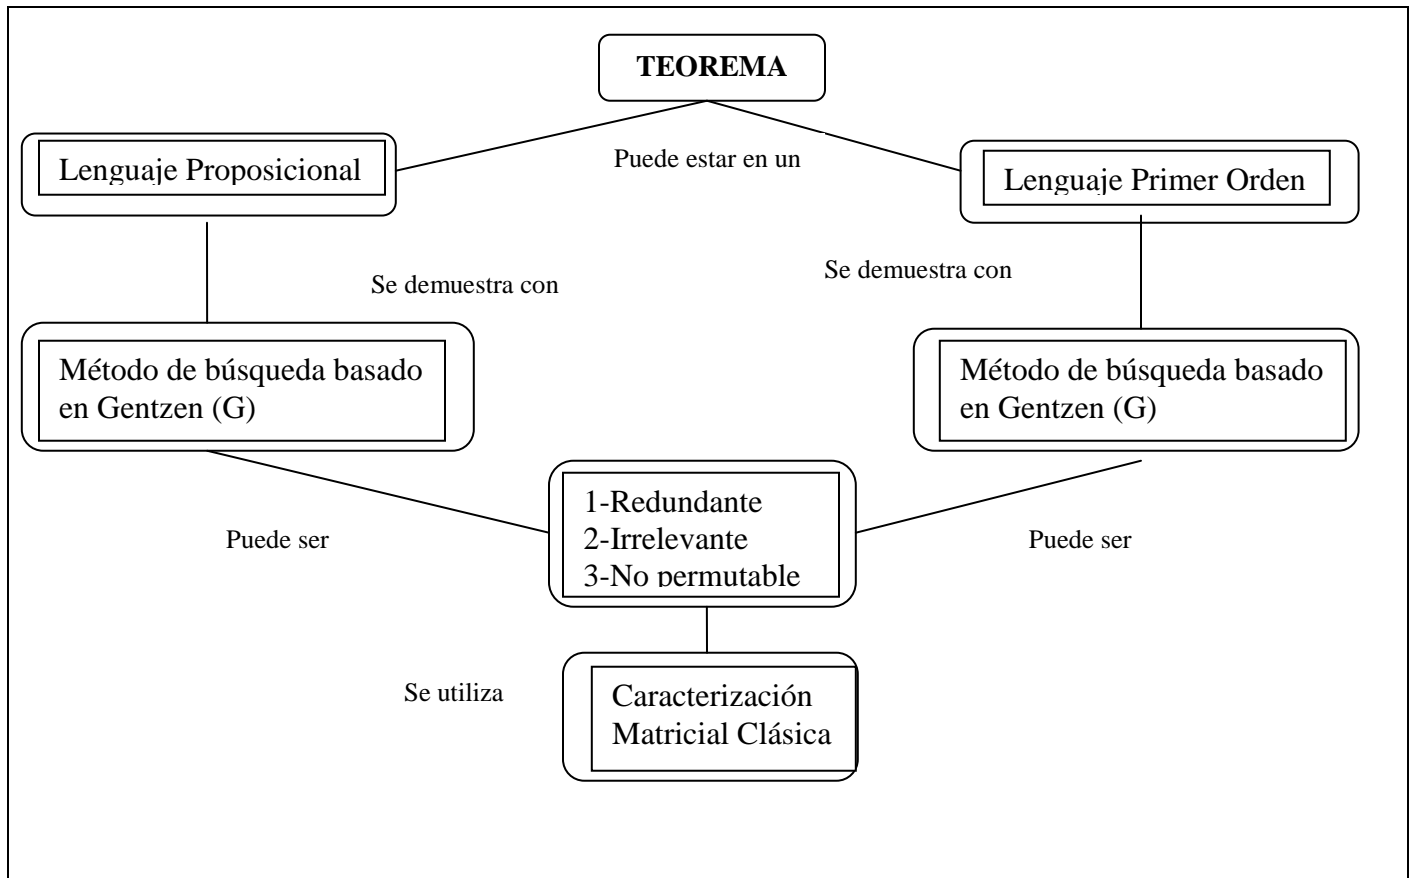 TEOREMA
Lenguaje Proposicional
Puede estar en un
Lenguaje Primer Orden
Se demuestra con
Se demuestra con
Método de búsqueda basado
en Gentzen (G)
Método de búsqueda basado
en Gentzen (G)
Puede ser
1-Redundante
2-Irrelevante
3-No permutable
Puede ser
Se utiliza
Caracterización
Matricial Clásica